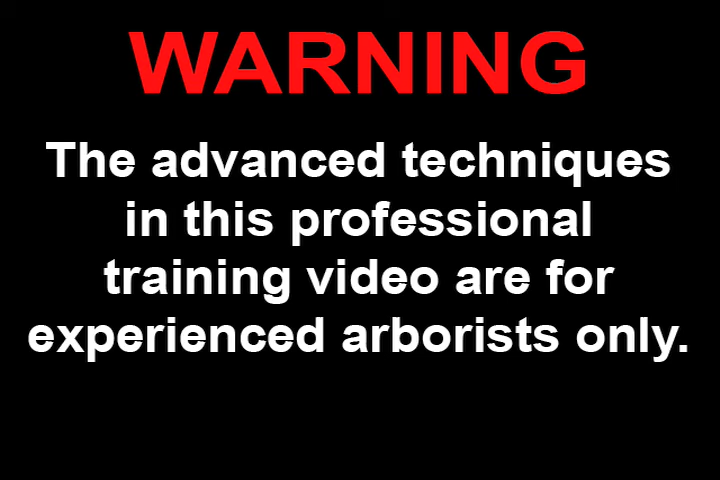 WARNING
The advanced techniques
in this professional
training video are for
experienced arborists only.